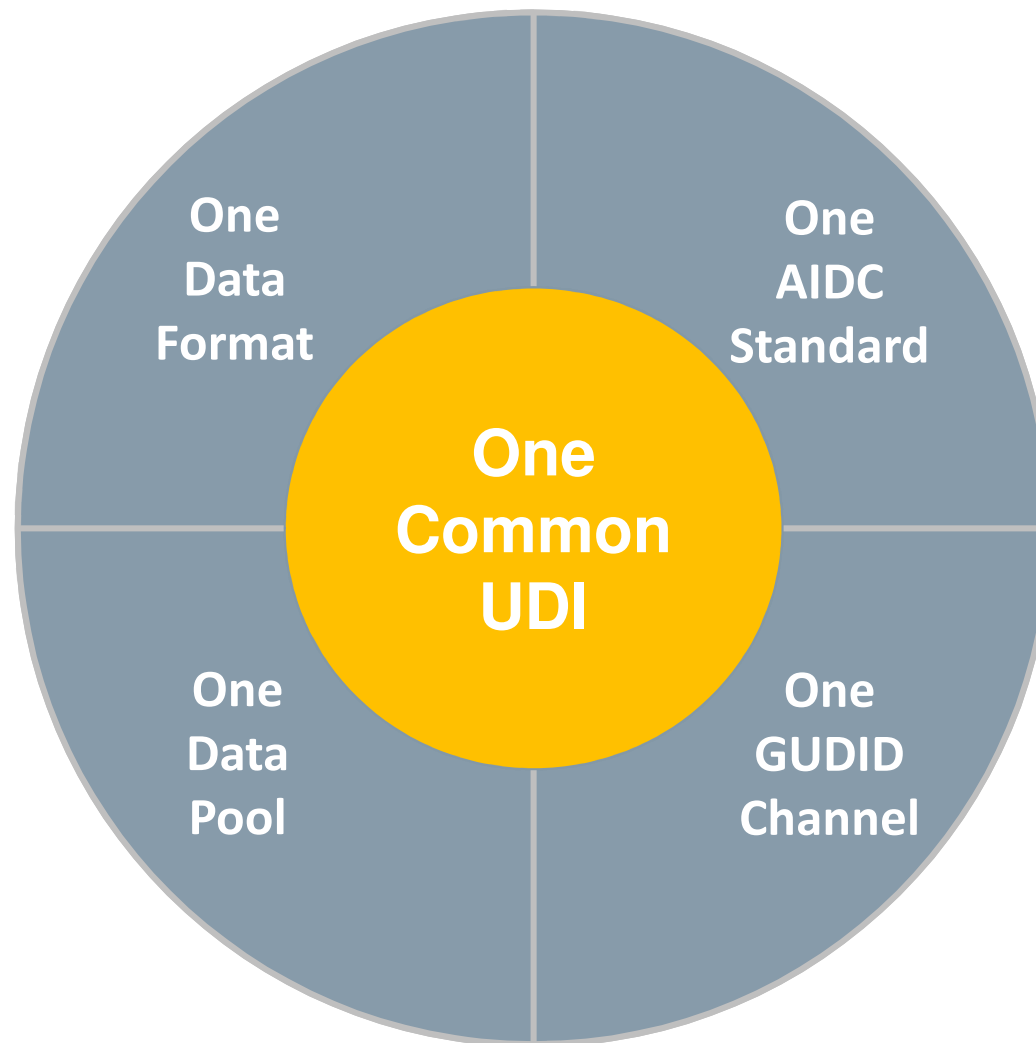 One
Data
Format
One
AIDC
Standard
One
Common
UDI
One
Data
Pool
One
GUDID
Channel